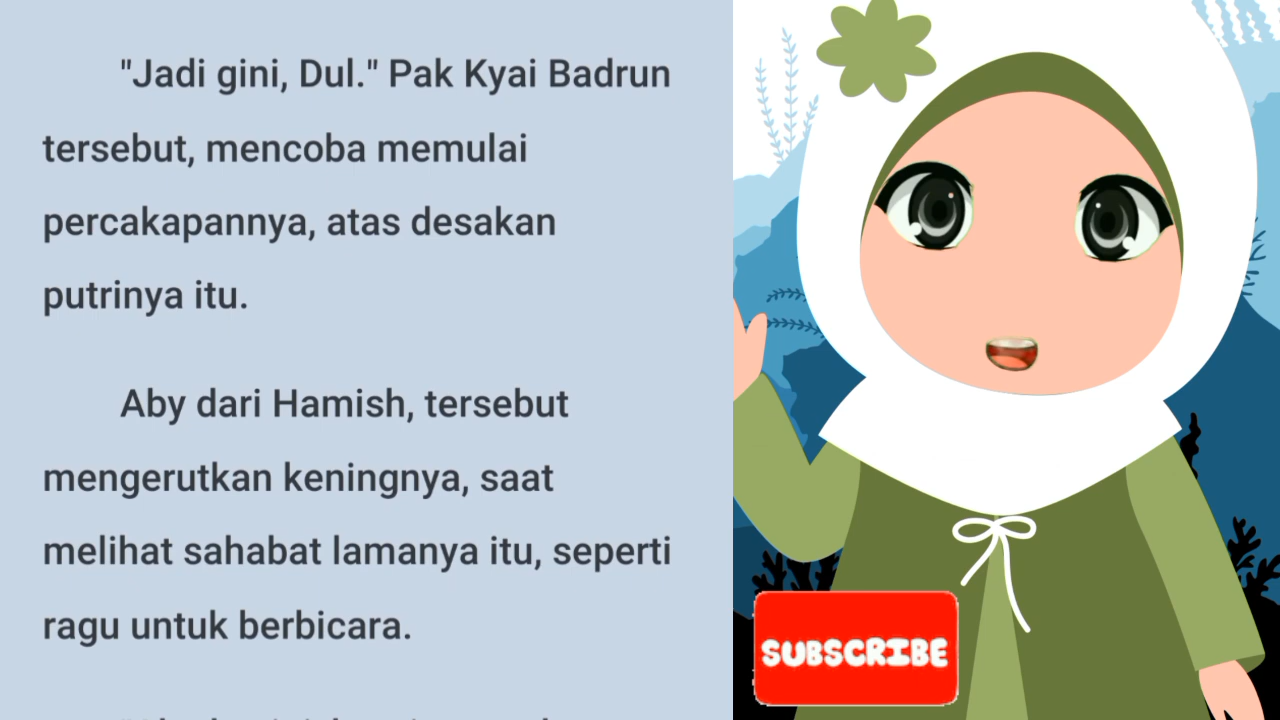 "Jadi gini, Dul." Pak Kyai Badrun
tersebut, mencoba memulai
percakapannya, atas desakan
putrinya itu.
Aby dari Hamish, tersebut
mengerutkan keningnya, saat
melihat sahabat lamanya itu, seperti
ragu untuk berbicara.
SUBSCRIBE